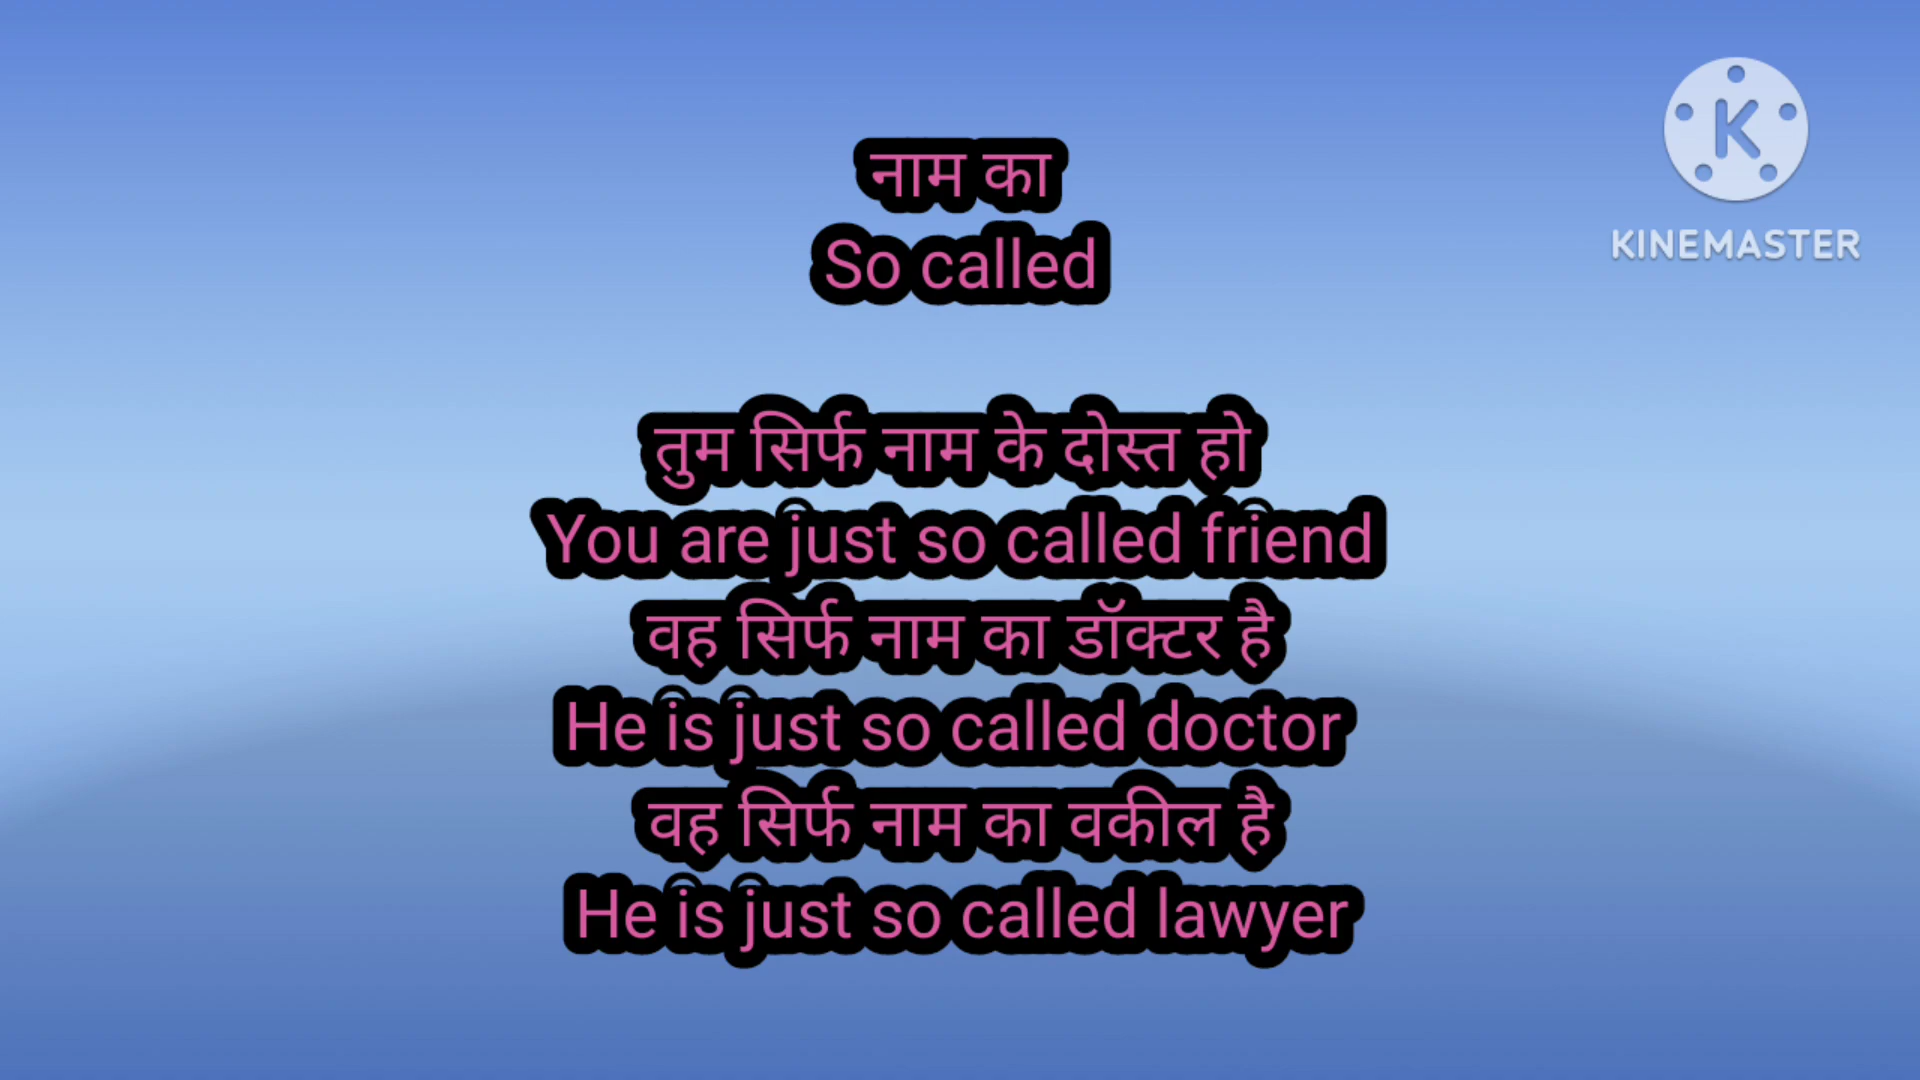 K
KINEMASTER
नाम का
So called
तुम सिर्फ नाम के दोस्त हो
You are just so called friend
वह सिर्फ नाम का डॉक्टर है
He is just so called doctor
वह सिर्फ नाम का वकील है
He is just so called lawyer